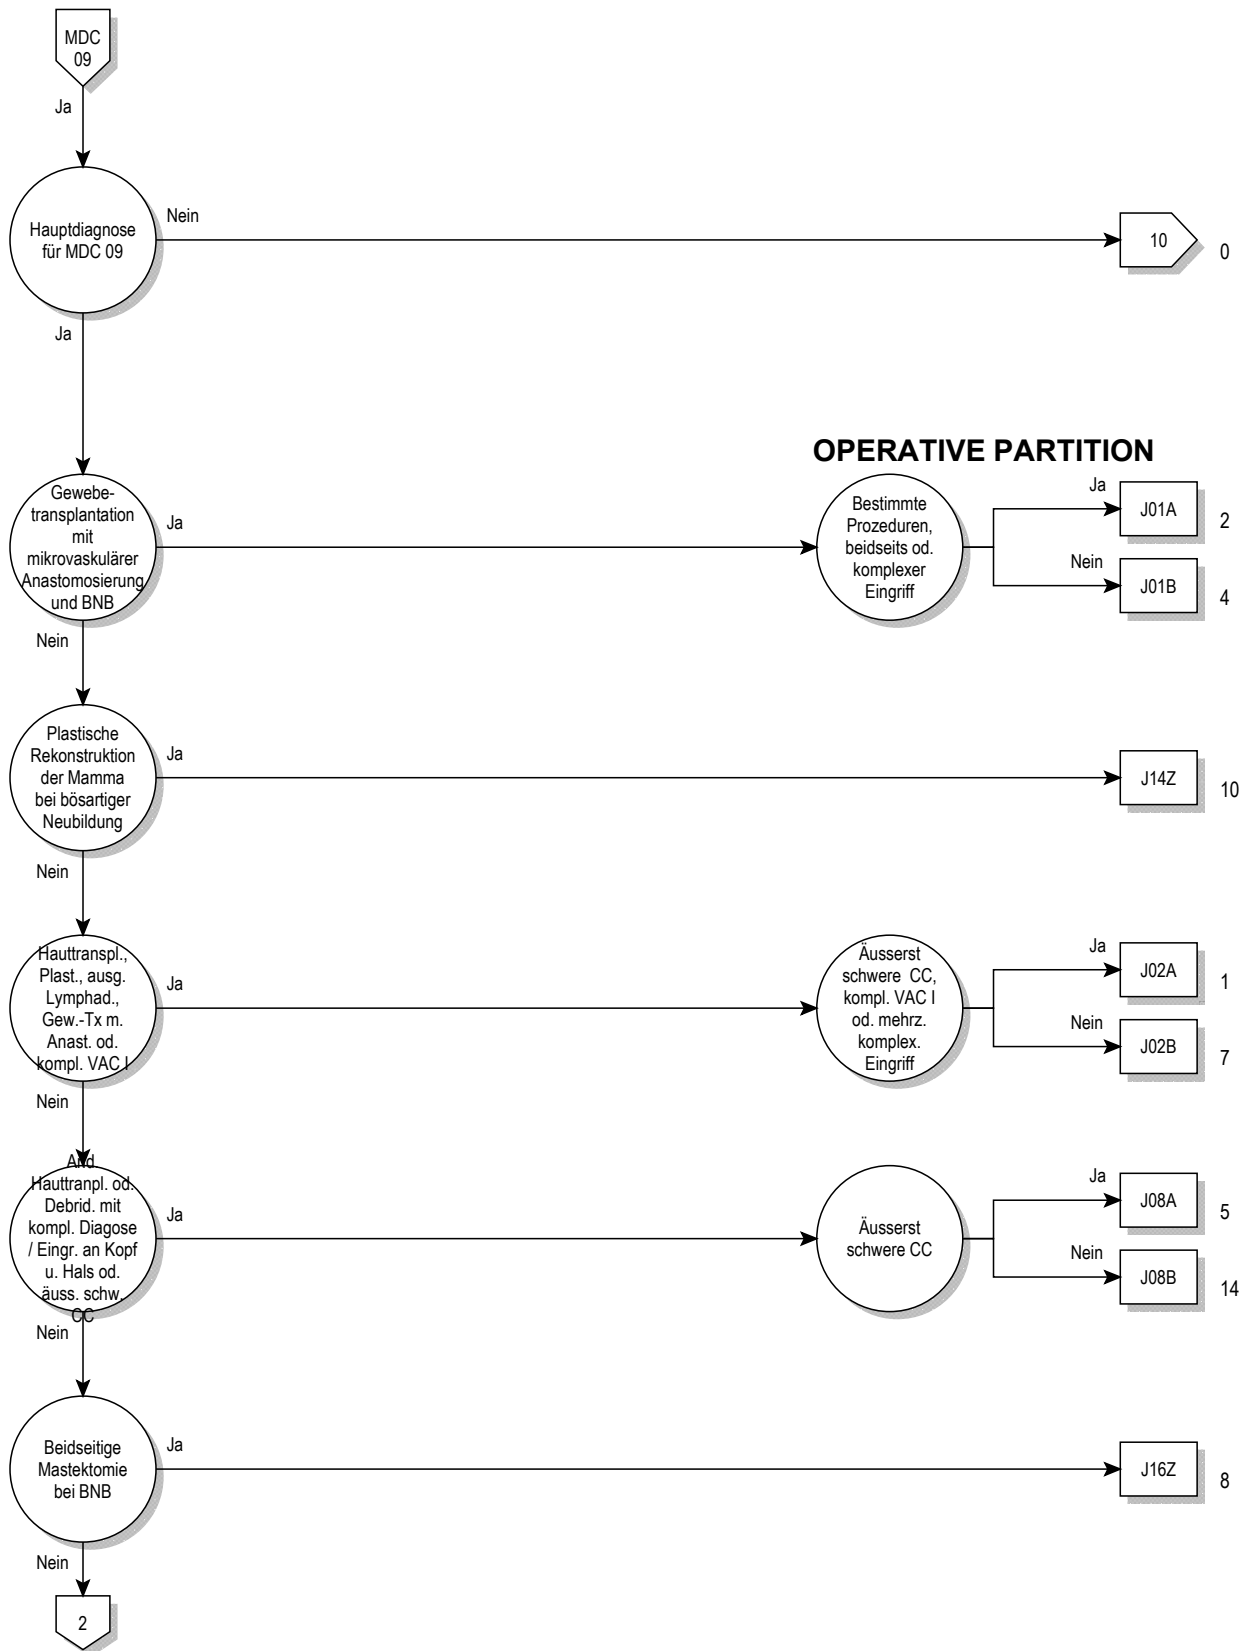 MDC
09
Ja
Hauptdiagnose
für MDC 09
Nein
10
0
Ja
OPERATIVE PARTITION
Gewebe-
transplantation
mit
mikrovaskulärer
Anastomosierung
und BNB
Ja
Bestimmte
Prozeduren,
beidseits od.
komplexer
Eingriff
Ja
J01A
2
Nein
J01B
4
Nein
Plastische
Rekonstruktion
der Mamma
bei bösartiger
Neubildung
Ja
J14Z
10
Nein
Hauttranspl.,
Plast., ausg.
Lymphad.,
Gew.-Tx m.
Anast. od.
kompl. VAC I
Ja
Äusserst
schwere CC,
kompl. VAC I
od. mehrz.
komplex.
Eingriff
Ja
J02A
1
Nein
J02B
7
Nein
And.
Hauttranpl. od.
Debrid. mit
kompl. Diagose
/ Eingr. an Kopf
u. Hals od.
äuss. schw.
CC
Ja
Äusserst
schwere CC
Ja
J08A
5
Nein
J08B
14
Nein
Beidseitige
Mastektomie
bei BNB
Ja
J16Z
8
Nein
2